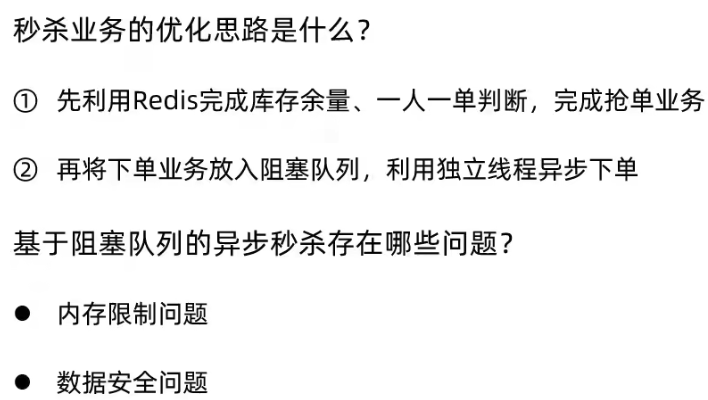 秒杀业务的优化思路是什么？
① 先利用Redis完成库存余量、一人一单判断，完成抢单业务
② 再将下单业务放入阻塞队列，利用独立线程异步下单
基于阻塞队列的异步秒杀存在哪些问题？
● 内存限制问题
● 数据安全问题